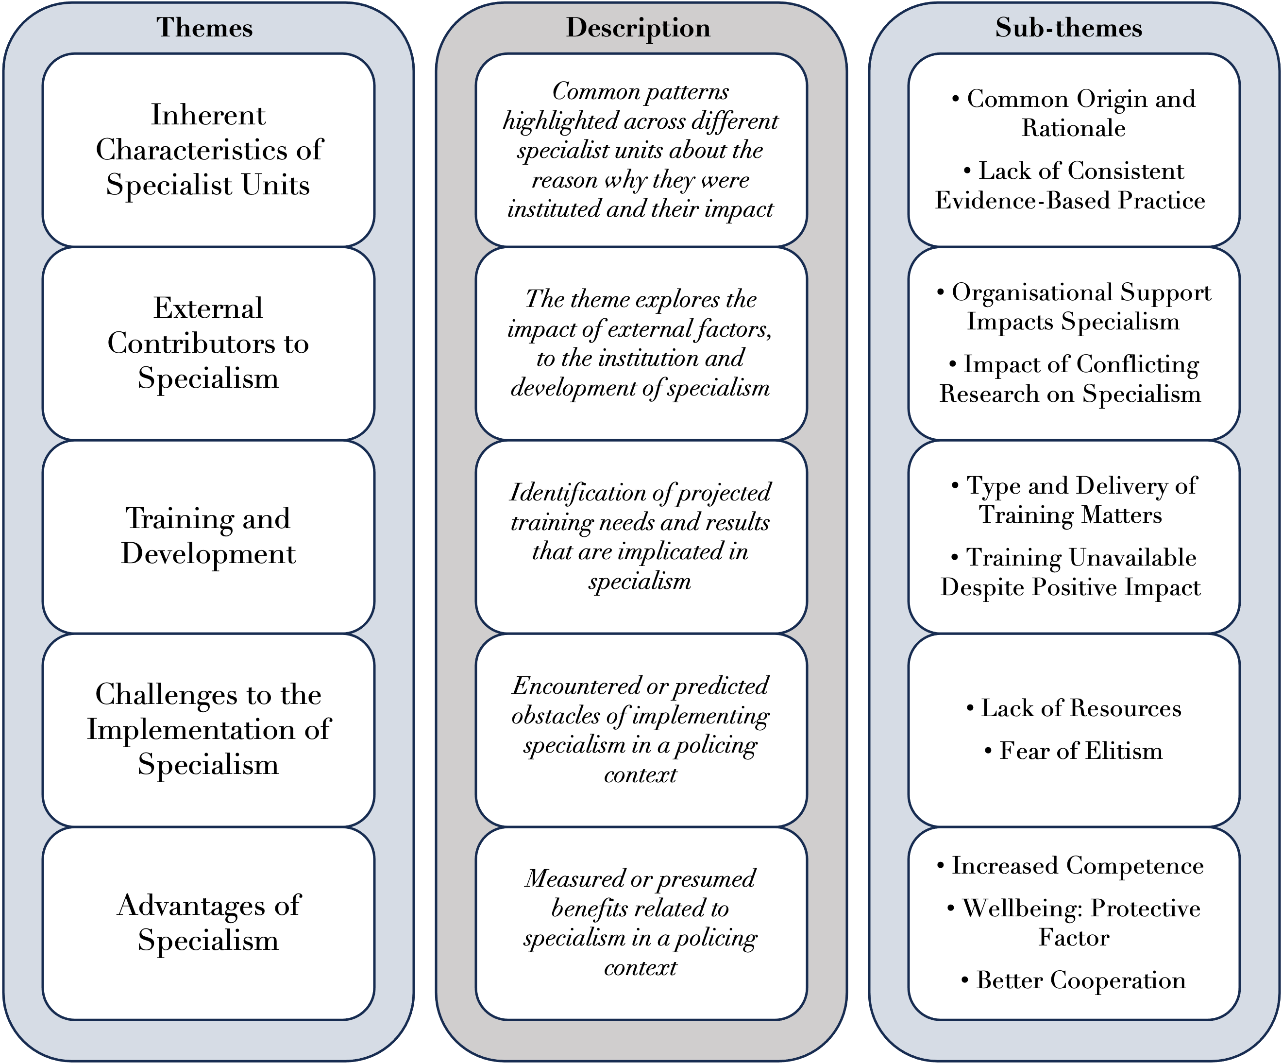 Themes
Inherent
Characteristics of
Specialist Units
External
Contributors to
Specialism
Training and
Development
Challenges to the
Implementation of
Specialism
Advantages of
Specialism
Description
Common patterns
highlighted across different
specialist units about the
reason why they were
instituted and their impact
The theme explores the
impact of external factors,
to the institution and
development of specialism
Identification of projected
training needs and results
that are implicated in
specialism
Encountered or predicted
obstacles of implementing
specialism in a policing
context
Measured or presumed
benefits related to
specialism in a policing
context
Sub-themes
• Common Origin and
Rationale
• Lack of Consistent
Evidence-Based Practice
• Organisational Support
Impacts Specialism
• Impact of Conflicting
Research on Specialism
• Type and Delivery of
Training Matters
• Training Unavailable
Despite Positive Impact
• Lack of Resources
• Fear of Elitism
• Increased Competence
• Wellbeing: Protective
Factor
• Better Cooperation